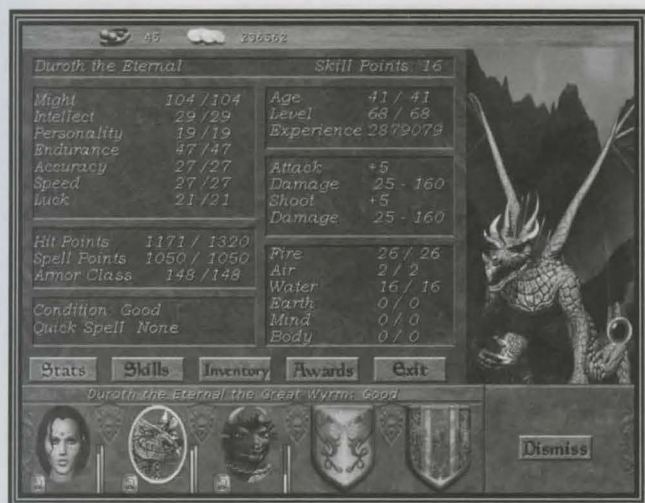 46 236562
Duroth the Eternal Skill Points: 16
Might 104 / 104
Intellect 29 / 29
Personality 19 / 19
Endurance 47 / 47
Accuracy 27 / 27
Speed 27 / 27
Luck 21 / 21
Hit Points 1171 / 1320
Spell Points 1050 / 1050
Armor Class 148 / 148
Condition: Good
Quick Spell: None
Age 41 / 41
Level 68 / 68
Experience 2879079
Attack +5
Damage 25 - 160
Shoot +5
Damage 25 - 160
Fire 26 / 26
Air 2 / 2
Water 16 / 16
Earth 0 / 0
Mind 0 / 0
Body 0 / 0
Stats Skills Inventory Awards Exit
Duroth the Eternal the Great Wyrm: Good
Dismiss